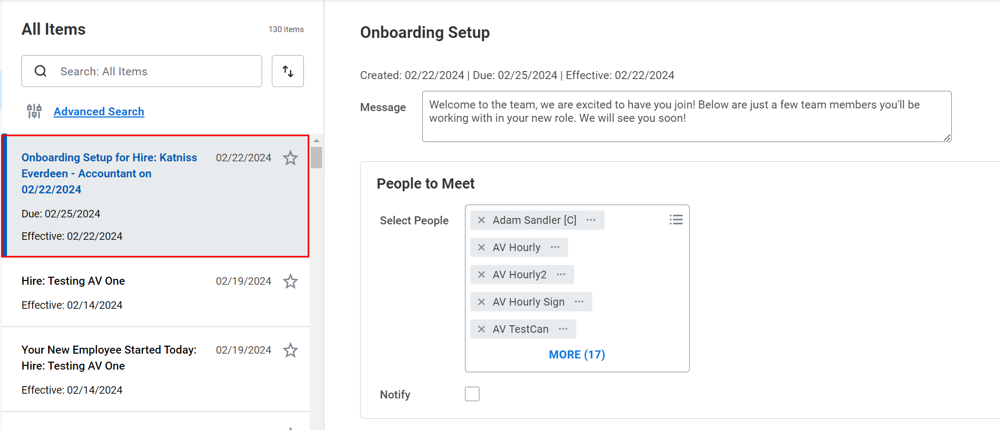 All Items
130 items
Search: All Items
Advanced Search
Onboarding Setup for Hire: Katniss
Everdeen - Accountant on
02/22/2024
02/22/2024
Due: 02/25/2024
Effective: 02/22/2024
Hire: Testing AV One
02/19/2024
Effective: 02/14/2024
Your New Employee Started Today:
Hire: Testing AV One
02/19/2024
Effective: 02/14/2024
Onboarding Setup
Created: 02/22/2024 | Due: 02/25/2024 | Effective: 02/22/2024
Message
Welcome to the team, we are excited to have you join! Below are just a few team members you'll be
working with in your new role. We will see you soon!
People to Meet
Select People
Adam Sandler [C]
AV Hourly
AV Hourly2
AV Hourly Sign
AV TestCan
MORE (17)
Notify